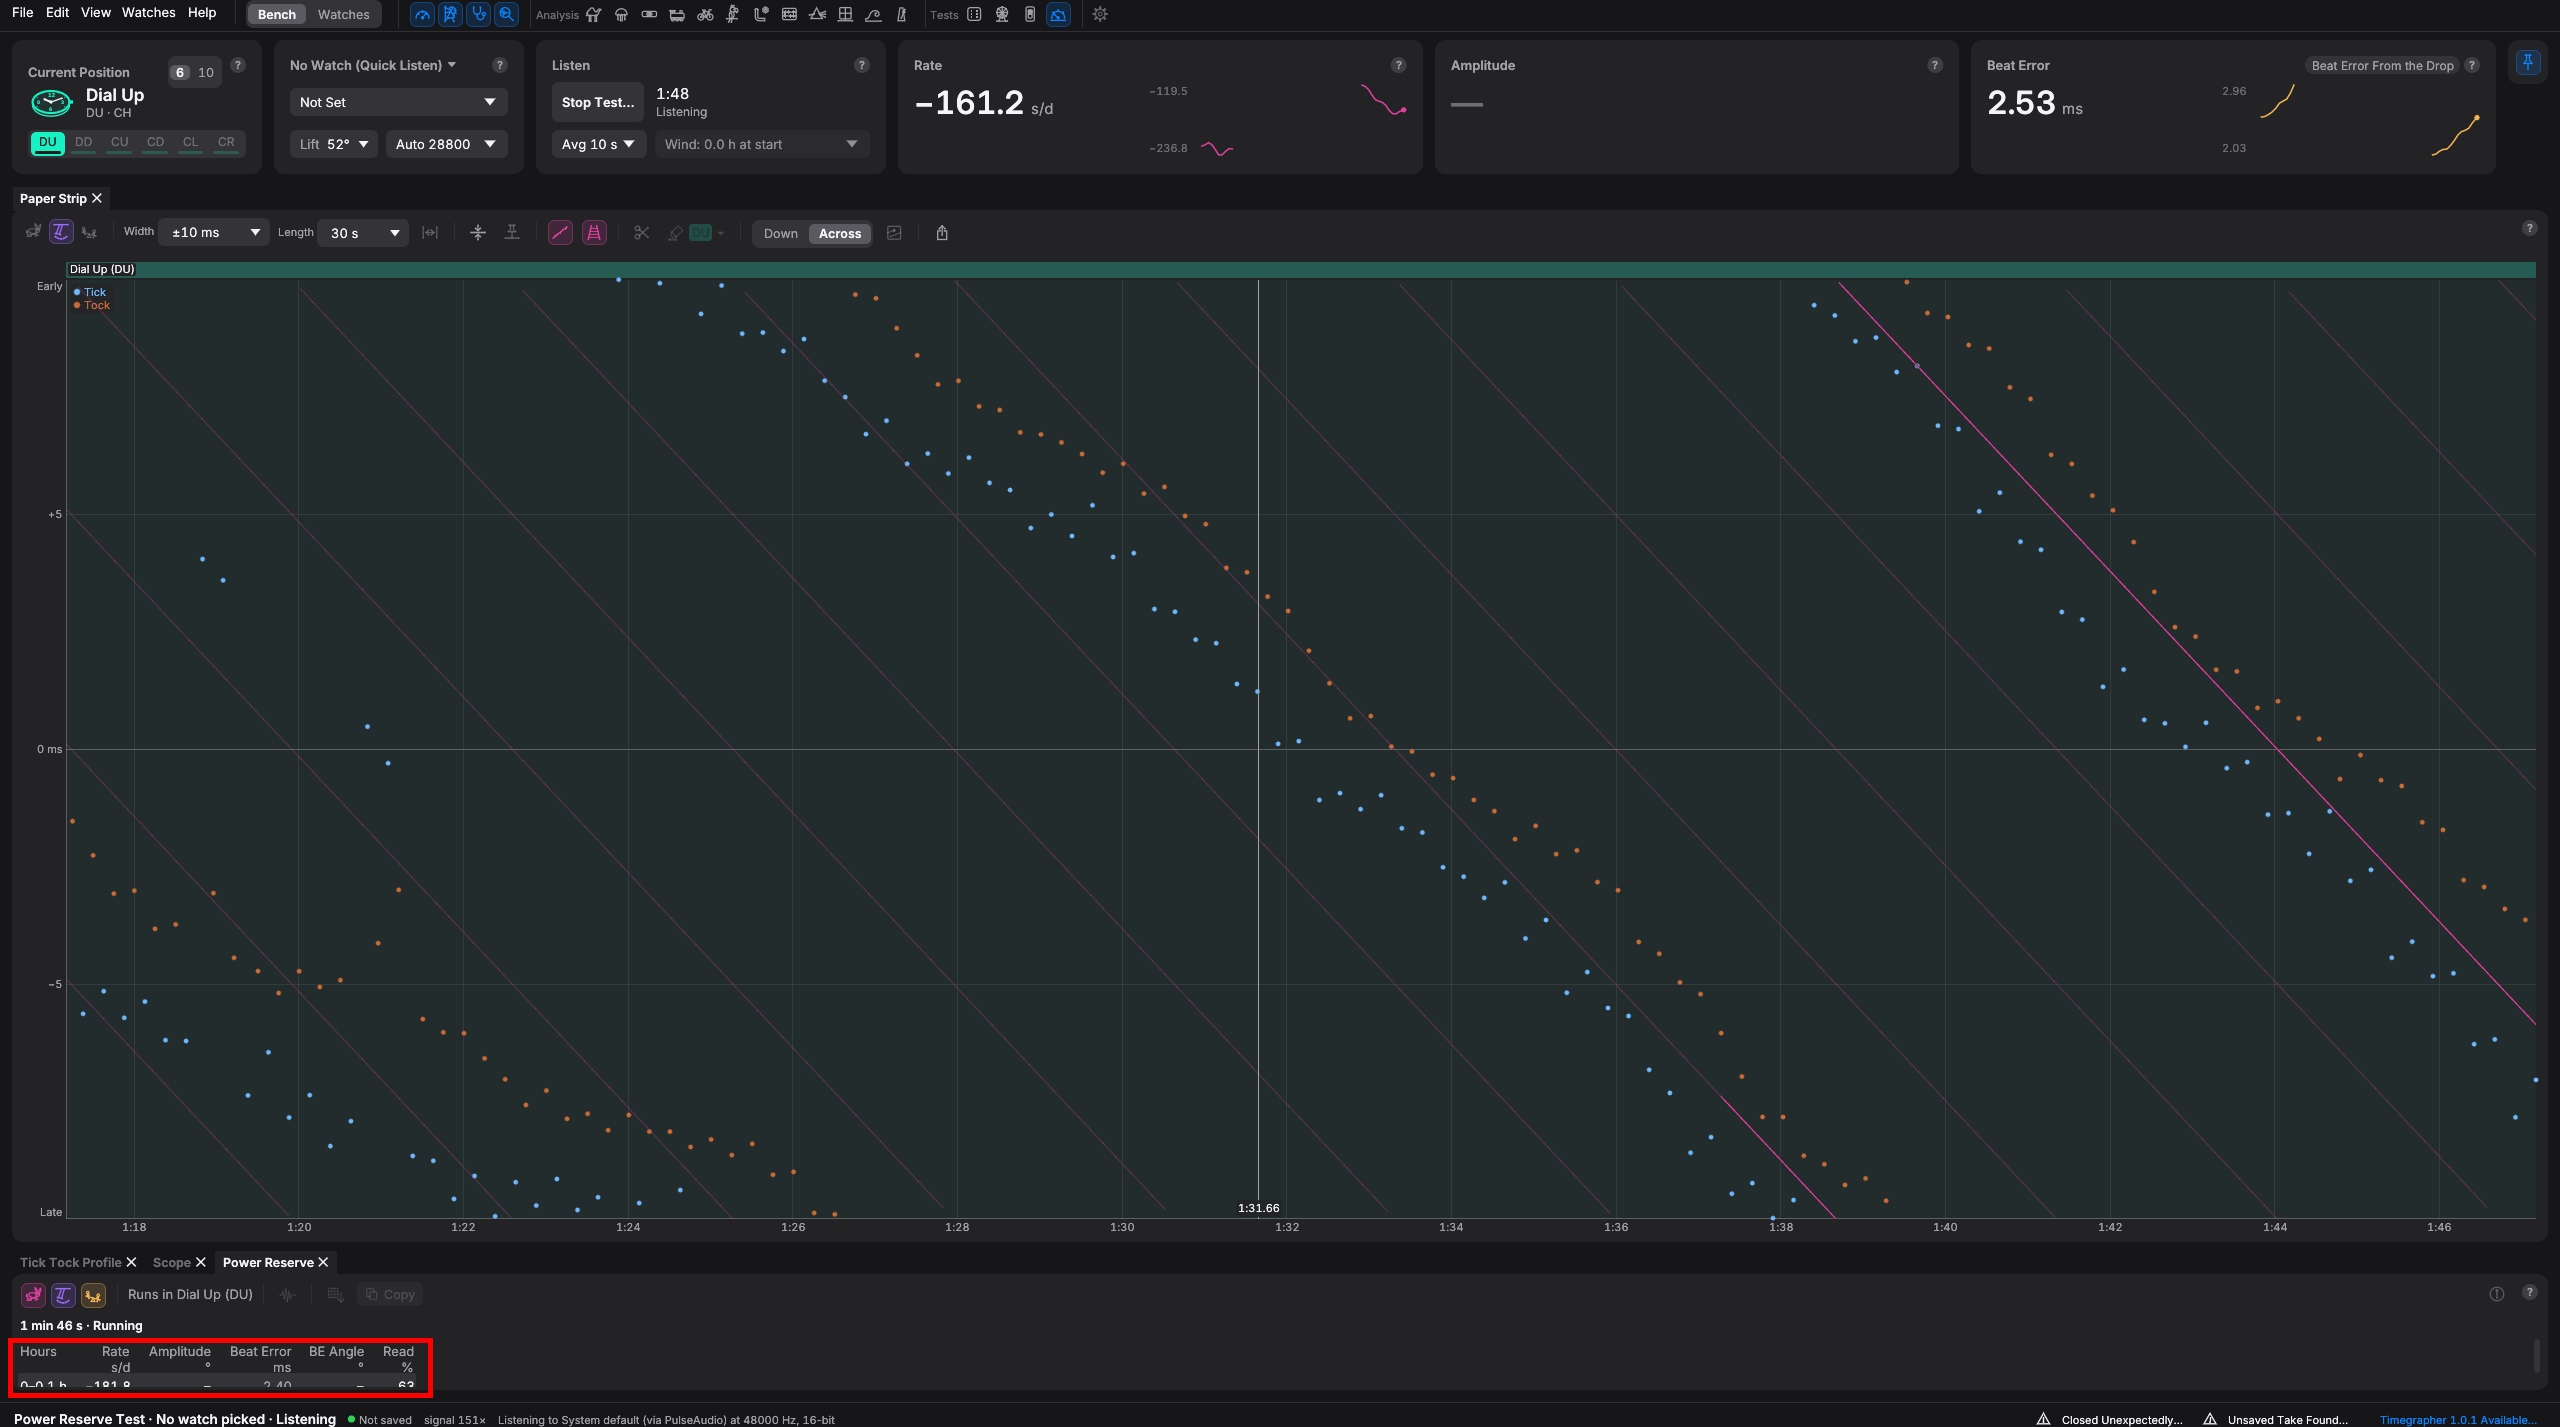 File Edit View Watches Help Bench Watches Analysis Tests
Current Position 6 10 ?
Dial Up
DU · CH
DU DD CU CD CL CR
No Watch (Quick Listen) ?
Not Set
Lift 52° Auto 28800
Listen ?
Stop Test... 1:48
Listening
Avg 10 s Wind: 0.0 h at start
Rate ?
−161.2 s/d
−119.5
−236.8
Amplitude ?
—
Beat Error Beat Error From the Drop ?
2.53 ms
2.96
2.03
Paper Strip
Width ±10 ms Length 30 s DU Down Across ?
Dial Up (DU)
Early
Tick
Tock
+5
0 ms
−5
Late
1:31.66
1:18 1:20 1:22 1:24 1:26 1:28 1:30 1:32 1:34 1:36 1:38 1:40 1:42 1:44 1:46
Tick Tock Profile Scope Power Reserve
Runs in Dial Up (DU) Copy ?
1 min 46 s · Running
Hours Rate Amplitude Beat Error BE Angle Read
s/d ° ms ° %
0–0.1 h −181.8 – 2.40 – 63
Power Reserve Test · No watch picked · Listening Not saved signal 151× Listening to System default (via PulseAudio) at 48000 Hz, 16-bit Closed Unexpectedly... Unsaved Take Found... Timegrapher 1.0.1 Available...